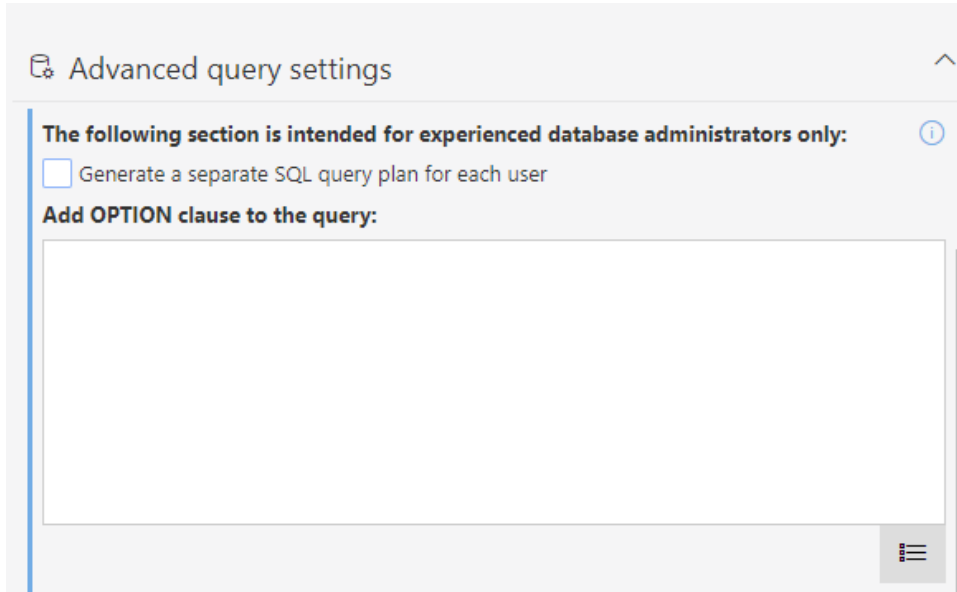 Advanced query settings
The following section is intended for experienced database administrators only:
Generate a separate SQL query plan for each user
Add OPTION clause to the query: